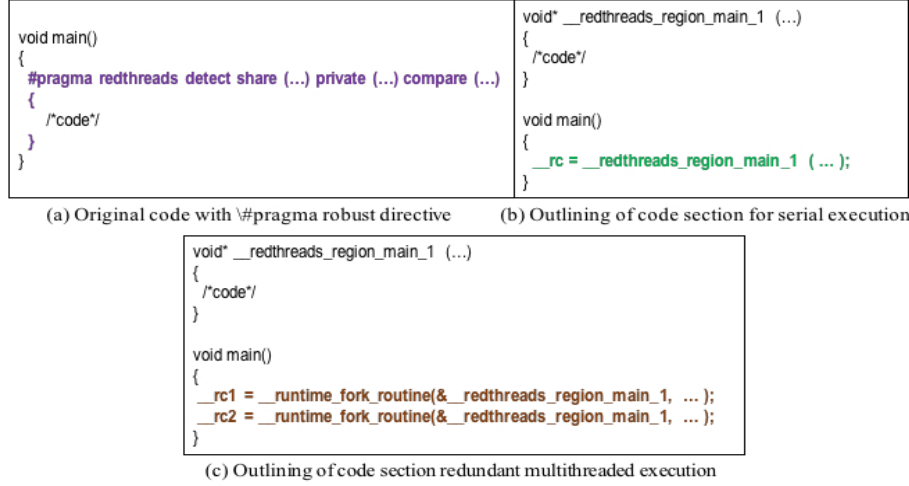 void main()
{
#pragma redthreads detect share (...) private (...) compare (...)
{
/*code*/
}
}
(a) Original code with \#pragma robust directive
void* __redthreads_region_main_1 (...)
{
/*code*/
}
void main()
{
__rc = __redthreads_region_main_1 ( ... );
}
(b) Outlining of code section for serial execution
void* __redthreads_region_main_1 (...)
{
/*code*/
}
void main()
{
__rc1 = __runtime_fork_routine(&__redthreads_region_main_1, ... );
__rc2 = __runtime_fork_routine(&__redthreads_region_main_1, ... );
}
(c) Outlining of code section redundant multithreaded execution